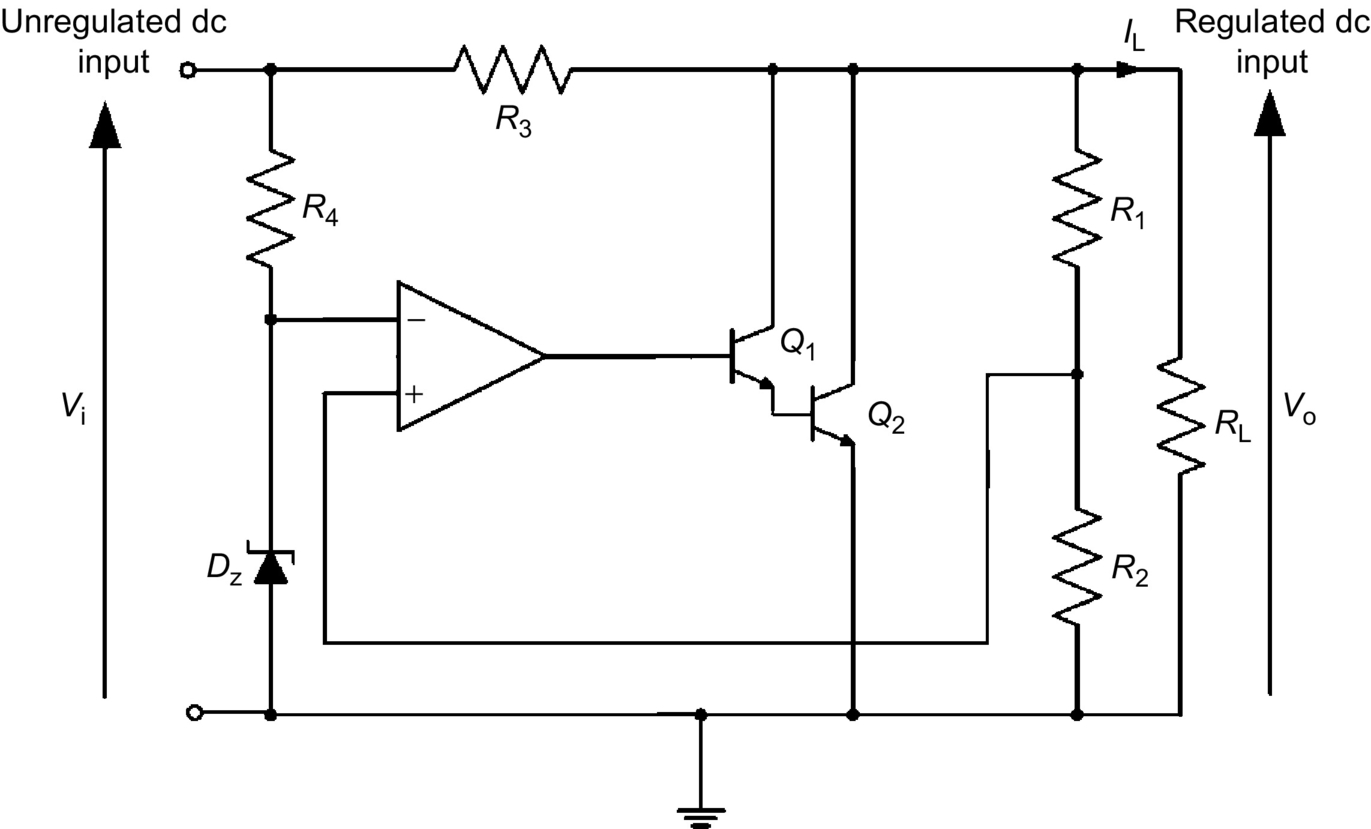 Unregulated dc
input
Regulated dc
input
I_L
R_3
R_4
R_1
−
Q_1
+
Q_2
V_i
R_L
V_o
D_z
R_2